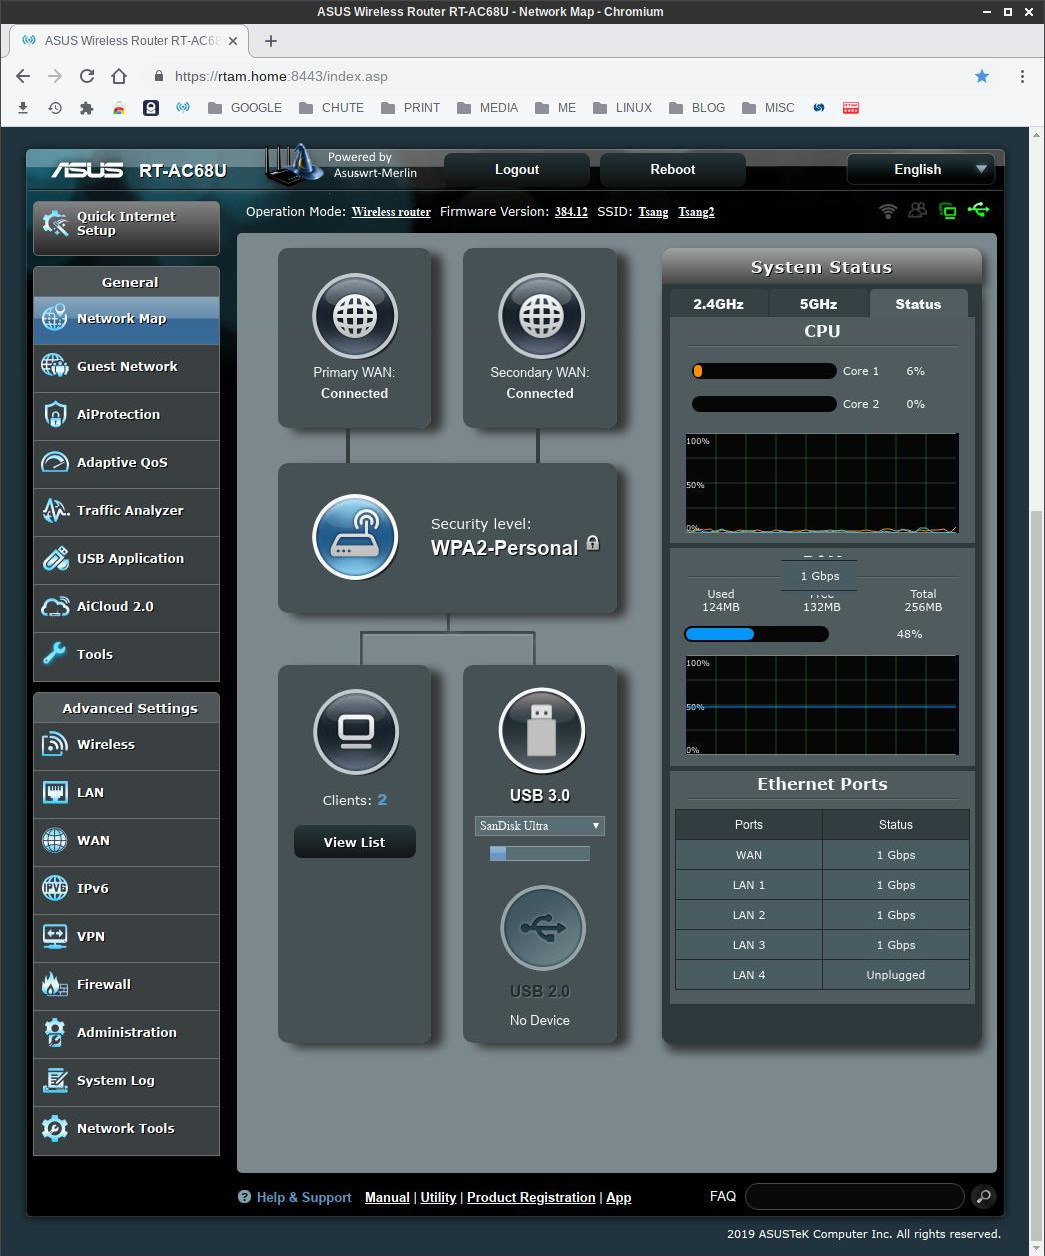 ASUS Wireless Router RT-AC68U - Network Map - Chromium
ASUS Wireless Router RT-AC68
https://rtam.home:8443/index.asp
GOOGLE CHUTE PRINT MEDIA ME LINUX BLOG MISC
ASUS RT-AC68U Powered by
Asuswrt-Merlin
Logout Reboot English
Quick Internet
Setup
Operation Mode: Wireless router Firmware Version: 384.12 SSID: Tsang Tsang2
General
Network Map
Guest Network
AiProtection
Adaptive QoS
Traffic Analyzer
USB Application
AiCloud 2.0
Tools
Advanced Settings
Wireless
LAN
WAN
IPv6
VPN
Firewall
Administration
System Log
Network Tools
Primary WAN:
Connected
Secondary WAN:
Connected
Security level:
WPA2-Personal
Clients: 2
View List
USB 3.0
SanDisk Ultra
USB 2.0
No Device
System Status
2.4GHz 5GHz Status
CPU
Core 1 6%
Core 2 0%
100%
50%
0%
1 Gbps
Used Total
124MB 132MB 256MB
48%
100%
50%
0%
Ethernet Ports
Ports Status
WAN 1 Gbps
LAN 1 1 Gbps
LAN 2 1 Gbps
LAN 3 1 Gbps
LAN 4 Unplugged
Help & Support Manual | Utility | Product Registration | App FAQ
2019 ASUSTeK Computer Inc. All rights reserved.